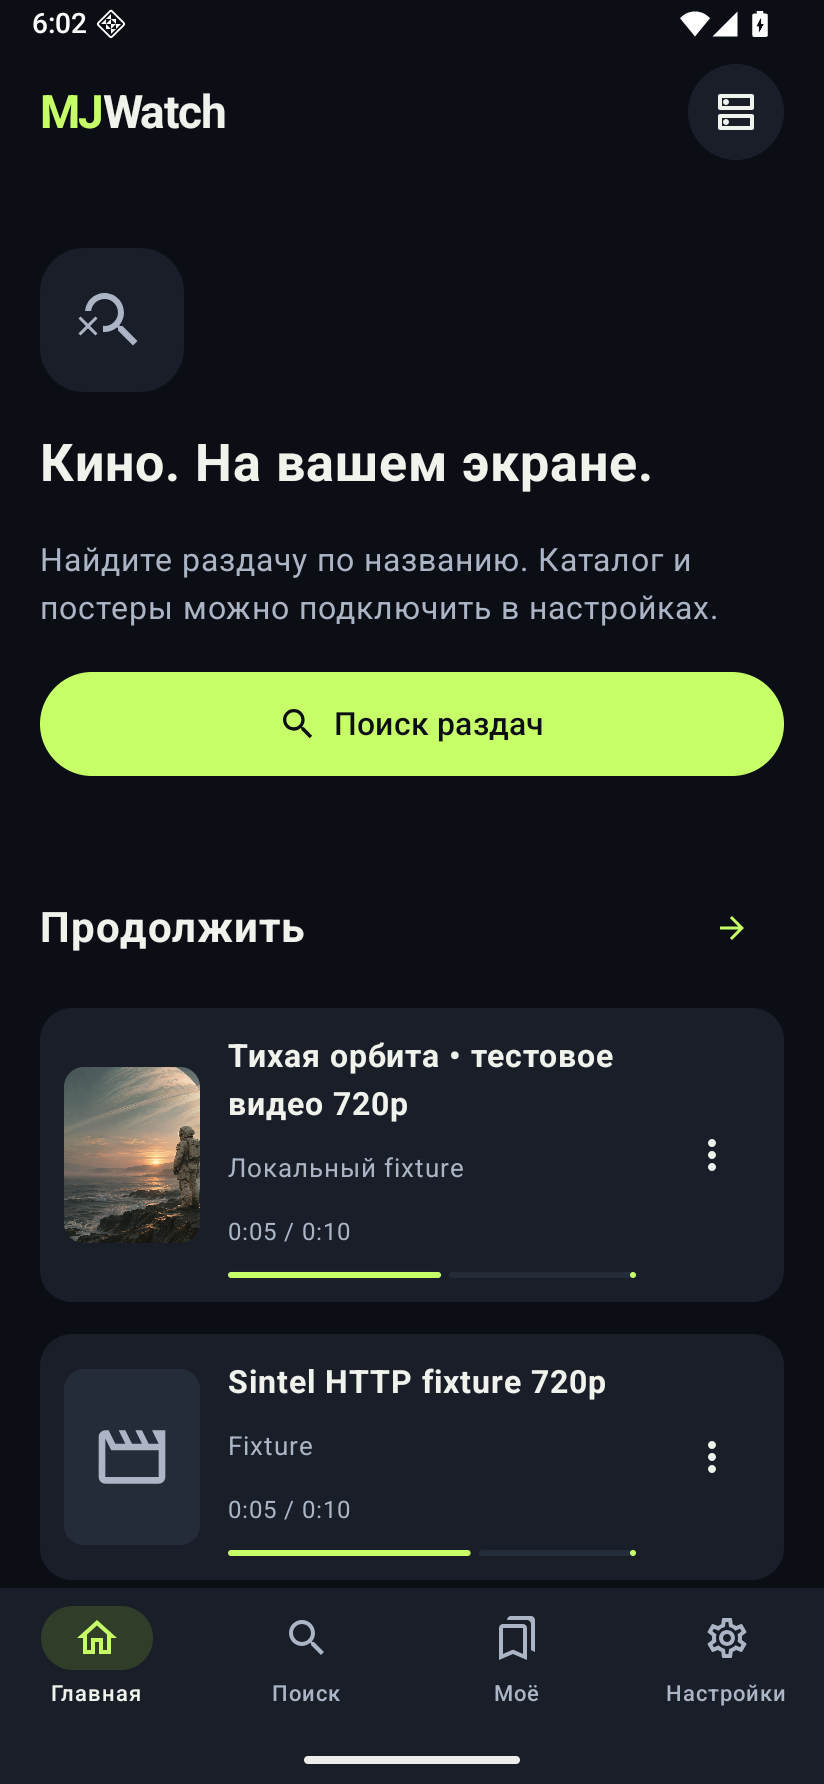 6:02
MJWatch
Кино. На вашем экране.
Найдите раздачу по названию. Каталог и
постеры можно подключить в настройках.
Поиск раздач
Продолжить
Тихая орбита • тестовое
видео 720p
Локальный fixture
0:05 / 0:10
Sintel HTTP fixture 720p
Fixture
0:05 / 0:10
Главная
Поиск
Моё
Настройки